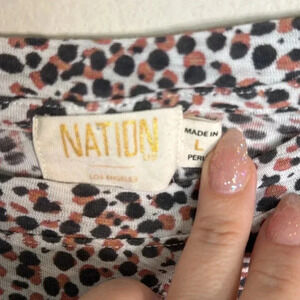 NATION
LOS ANGELES
MADE IN
L
PERU